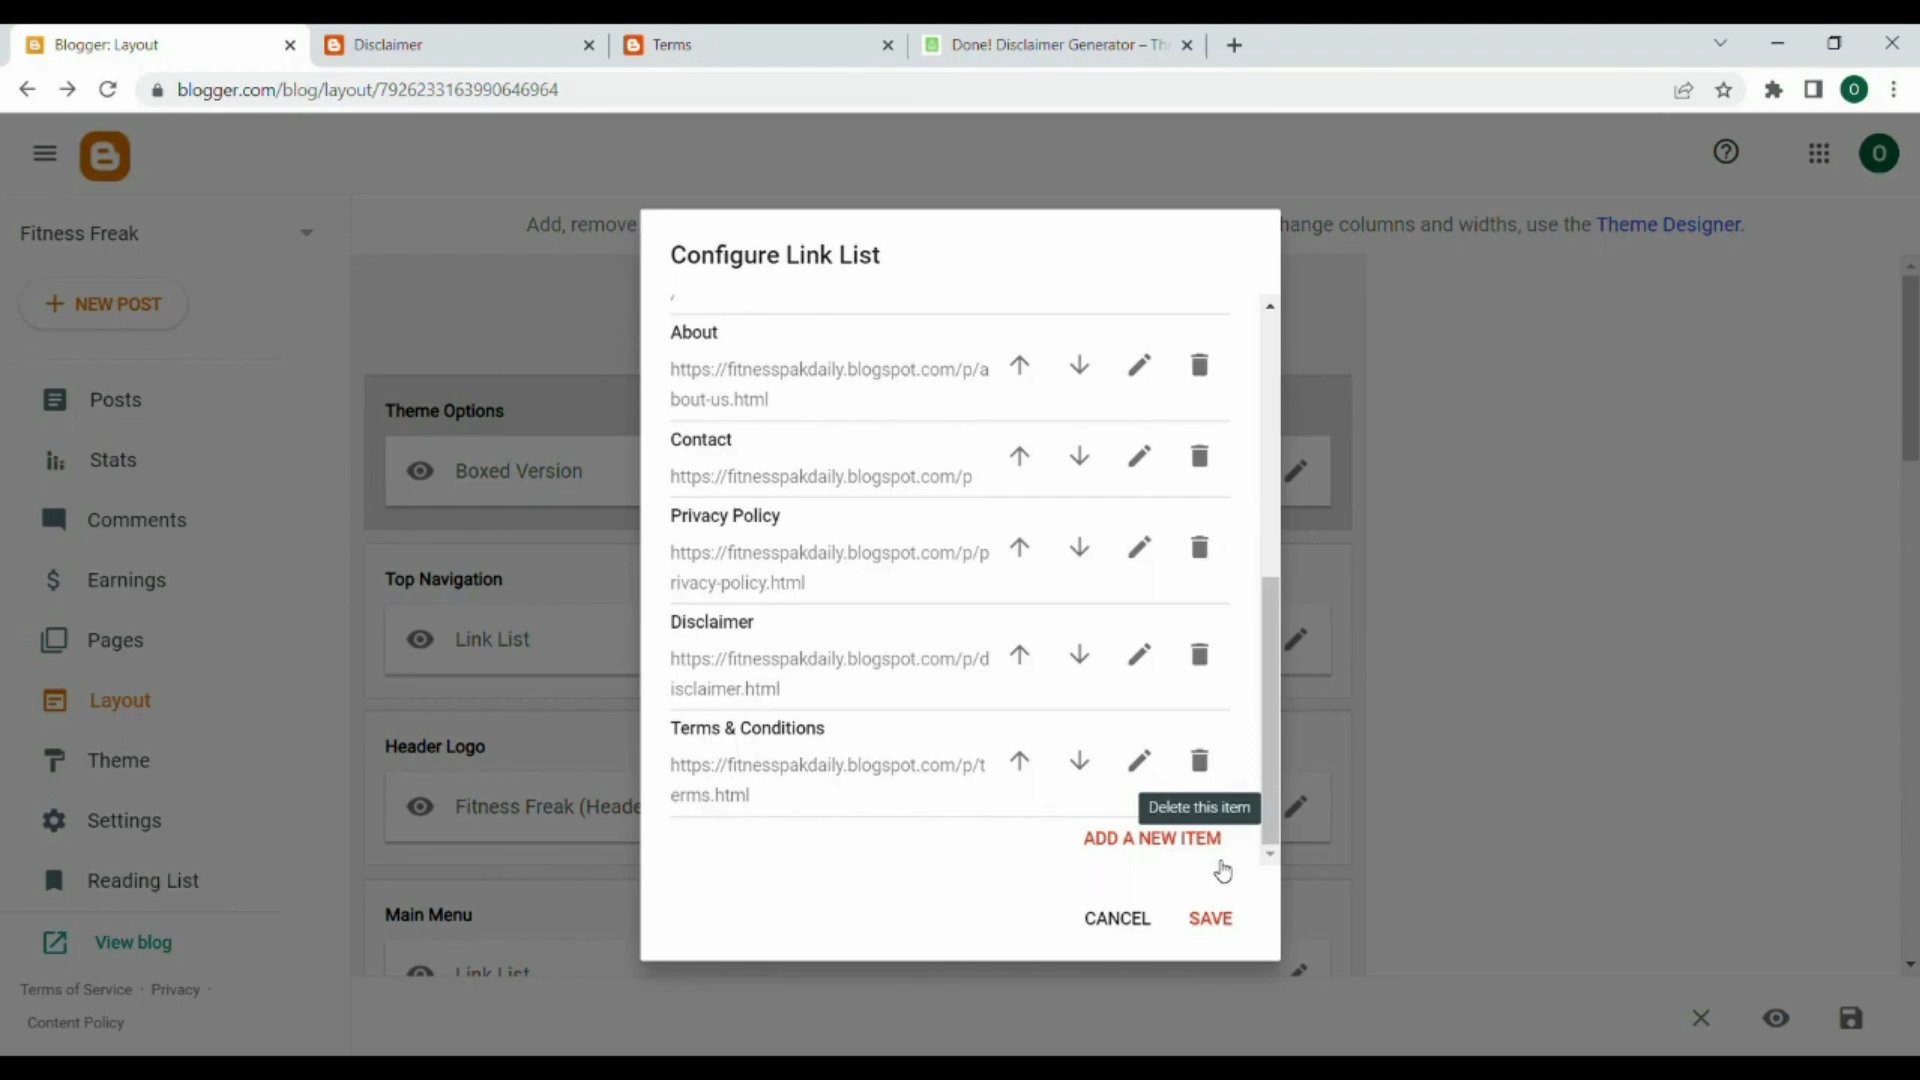 Blogger: Layout
Disclaimer
Terms
Done! Disclaimer Generator – Th
blogger.com/blog/layout/7926233163990646964
O
O
Fitness Freak
Add, remove
hange columns and widths, use the Theme Designer.
NEW POST
Posts
Stats
Comments
Earnings
Pages
Layout
Theme
Settings
Reading List
View blog
Terms of Service · Privacy ·
Content Policy
Theme Options
Boxed Version
Top Navigation
Link List
Header Logo
Fitness Freak (Heade
Main Menu
Link List
Configure Link List
/
About
https://fitnesspakdaily.blogspot.com/p/a
bout-us.html
Contact
https://fitnesspakdaily.blogspot.com/p
Privacy Policy
https://fitnesspakdaily.blogspot.com/p/p
rivacy-policy.html
Disclaimer
https://fitnesspakdaily.blogspot.com/p/d
isclaimer.html
Terms & Conditions
https://fitnesspakdaily.blogspot.com/p/t
erms.html
Delete this item
ADD A NEW ITEM
CANCEL
SAVE